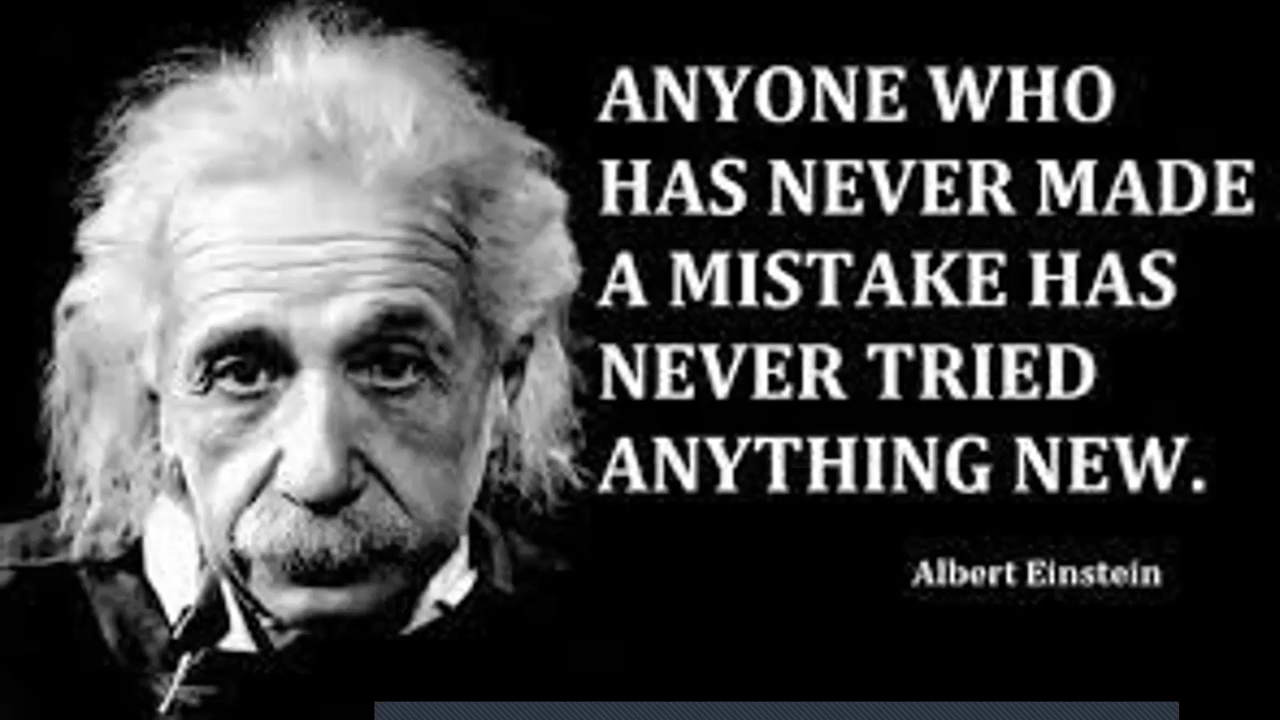 ANYONE WHO
HAS NEVER MADE
A MISTAKE HAS
NEVER TRIED
ANYTHING NEW.
Albert Einstein